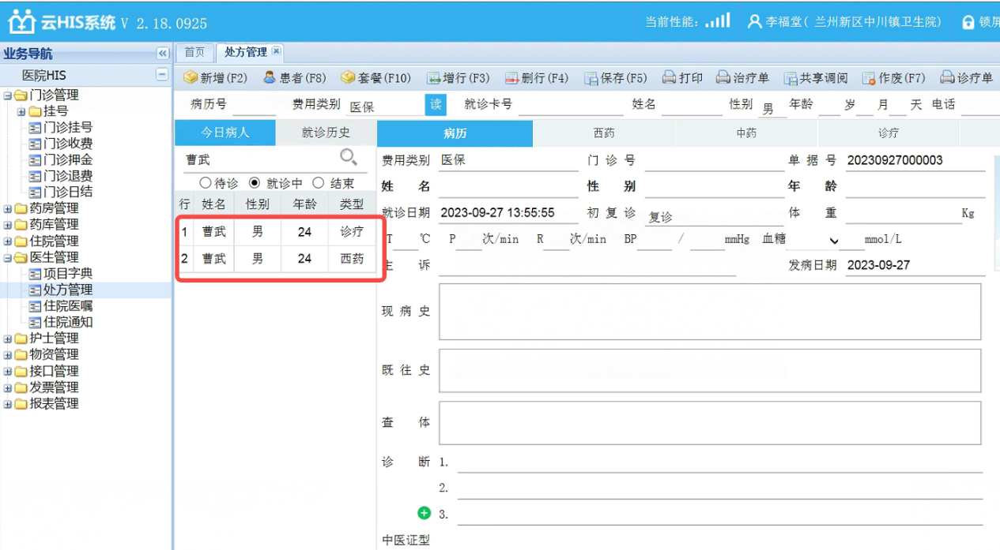 云HIS系统 V 2.18.0925 当前性能: 李福堂( 兰州新区中川镇卫生院) 锁屏
业务导航 首页 处方管理
医院HIS 新增(F2) 患者(F8) 套餐(F10) 增行(F3) 删行(F4) 保存(F5) 打印 治疗单 共享调阅 作废(F7) 诊疗单
病历号 费用类别 医保 读 就诊卡号 姓名 性别 男 年龄 岁 月 天 电话
今日病人 就诊历史 病历 西药 中药 诊疗
门诊管理
挂号
门诊挂号
门诊收费
门诊押金
门诊退费
门诊日结
药房管理
药库管理
住院管理
医生管理
项目字典
处方管理
住院医嘱
住院通知
护士管理
物资管理
接口管理
发票管理
报表管理
曹武
待诊 就诊中 结束
行 姓名 性别 年龄 类型
1 曹武 男 24 诊疗
2 曹武 男 24 西药
费用类别 医保 门诊号 单据号 20230927000003
姓名 性别 年龄
就诊日期 2023-09-27 13:55:55 初复诊 复诊 体重 Kg
T ℃ P 次/min R 次/min BP / mmHg 血糖 mmol/L
主诉 发病日期 2023-09-27
现病史
既往史
查体
诊断 1.
2.
3.
中医证型